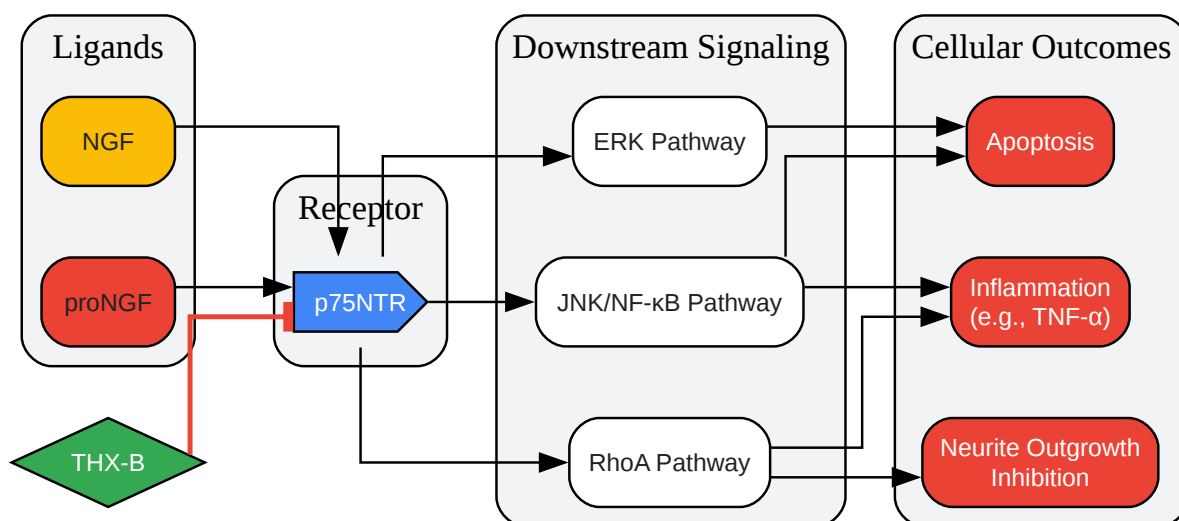 Ligands
NGF
proNGF
THX-B
Receptor
p75NTR
Downstream Signaling
ERK Pathway
JNK/NF-κB Pathway
RhoA Pathway
Cellular Outcomes
Apoptosis
Inflammation
(e.g., TNF-α)
Neurite Outgrowth
Inhibition